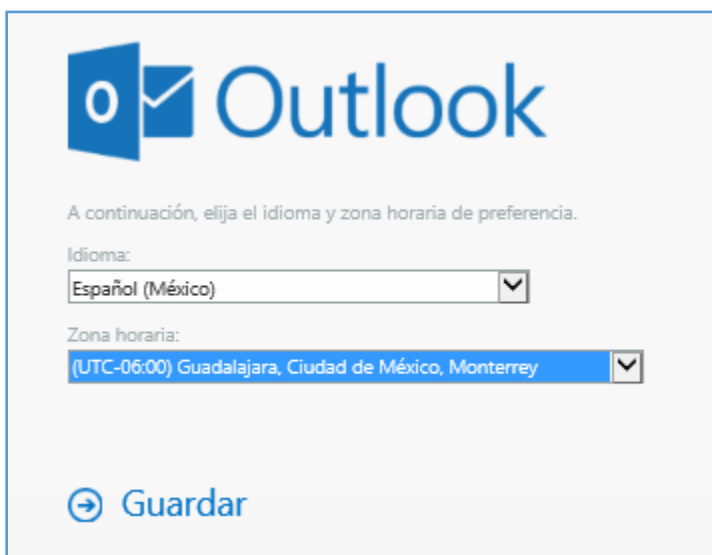 Outlook
A continuación, elija el idioma y zona horaria de preferencia.
Idioma:
Español (México)
Zona horaria:
(UTC-06:00) Guadalajara, Ciudad de México, Monterrey
Guardar